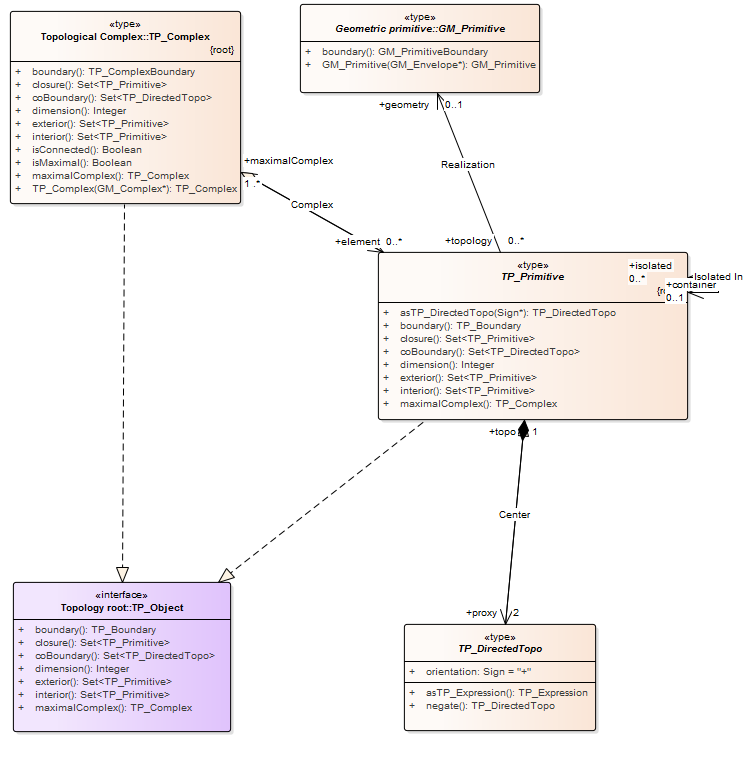 «type»
Topological Complex::TP_Complex
{root}
+ boundary(): TP_ComplexBoundary
+ closure(): Set<TP_Primitive>
+ coBoundary(): Set<TP_DirectedTopo>
+ dimension(): Integer
+ exterior(): Set<TP_Primitive>
+ interior(): Set<TP_Primitive>
+ isConnected(): Boolean
+ isMaximal(): Boolean
+ maximalComplex(): TP_Complex
+ TP_Complex(GM_Complex*): TP_Complex
«type»
Geometric primitive::GM_Primitive
+ boundary(): GM_PrimitiveBoundary
+ GM_Primitive(GM_Envelope*): GM_Primitive
+geometry 0..1
Realization
+topology 0..*
+maximalComplex
1..*
Complex
+element 0..*
«type»
TP_Primitive
+isolated
0..*
Isolated In
+container
0..1
+ asTP_DirectedTopo(Sign*): TP_DirectedTopo
+ boundary(): TP_Boundary
+ closure(): Set<TP_Primitive>
+ coBoundary(): Set<TP_DirectedTopo>
+ dimension(): Integer
+ exterior(): Set<TP_Primitive>
+ interior(): Set<TP_Primitive>
+ maximalComplex(): TP_Complex
+topo 1
Center
+proxy 2
«interface»
Topology root::TP_Object
+ boundary(): TP_Boundary
+ closure(): Set<TP_Primitive>
+ coBoundary(): Set<TP_DirectedTopo>
+ dimension(): Integer
+ exterior(): Set<TP_Primitive>
+ interior(): Set<TP_Primitive>
+ maximalComplex(): TP_Complex
«type»
TP_DirectedTopo
+ orientation: Sign = "+"
+ asTP_Expression(): TP_Expression
+ negate(): TP_DirectedTopo